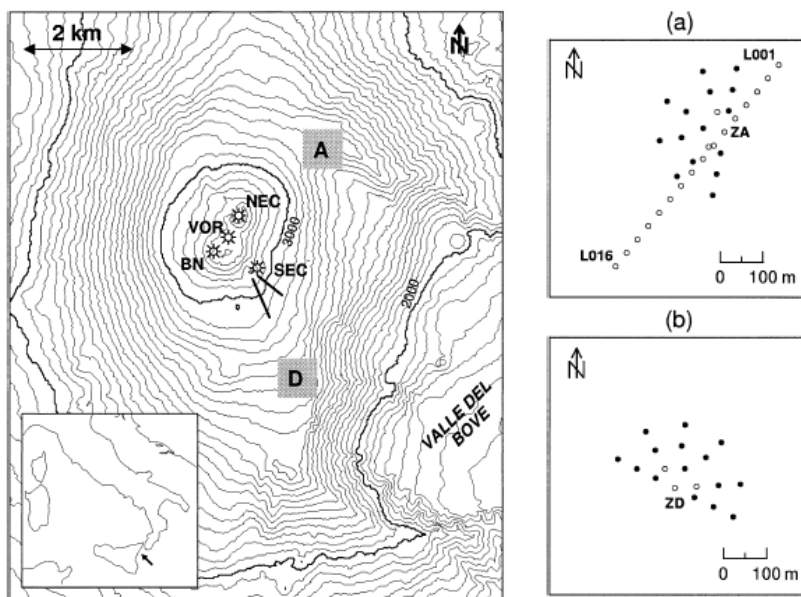 2 km
N
A
NEC
VOR
3000
BN
SEC
2000
D
VALLE DEL
BOVE
(a)
N
L001
ZA
L016
0 100 m
(b)
N
ZD
0 100 m